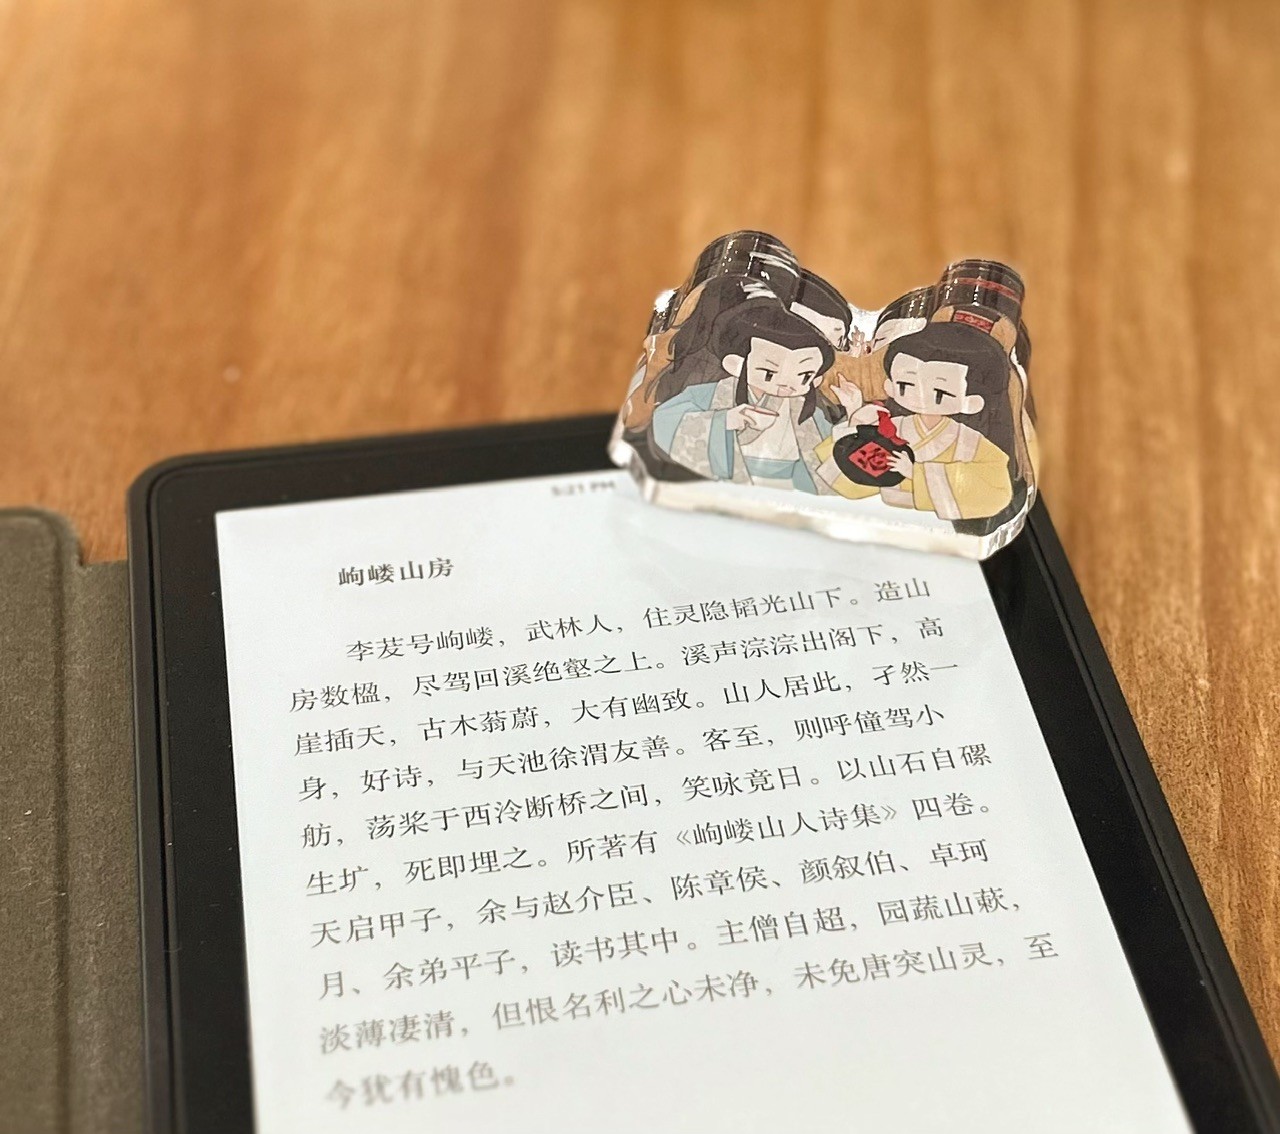 5:21 PM
岣嵝山房
李茇号岣嵝，武林人，住灵隐韬光山下。造山
房数楹，尽驾回溪绝壑之上。溪声淙淙出阁下，高
崖插天，古木蓊蔚，大有幽致。山人居此，孑然一
身，好诗，与天池徐渭友善。客至，则呼僮驾小
舫，荡桨于西泠断桥之间，笑咏竟日。以山石自磥
生圹，死即埋之。所著有《岣嵝山人诗集》四卷。
天启甲子，余与赵介臣、陈章侯、颜叙伯、卓珂
月、余弟平子，读书其中。主僧自超，园蔬山蔌，
淡薄凄清，但恨名利之心未净，未免唐突山灵，至
今犹有愧色。
酒